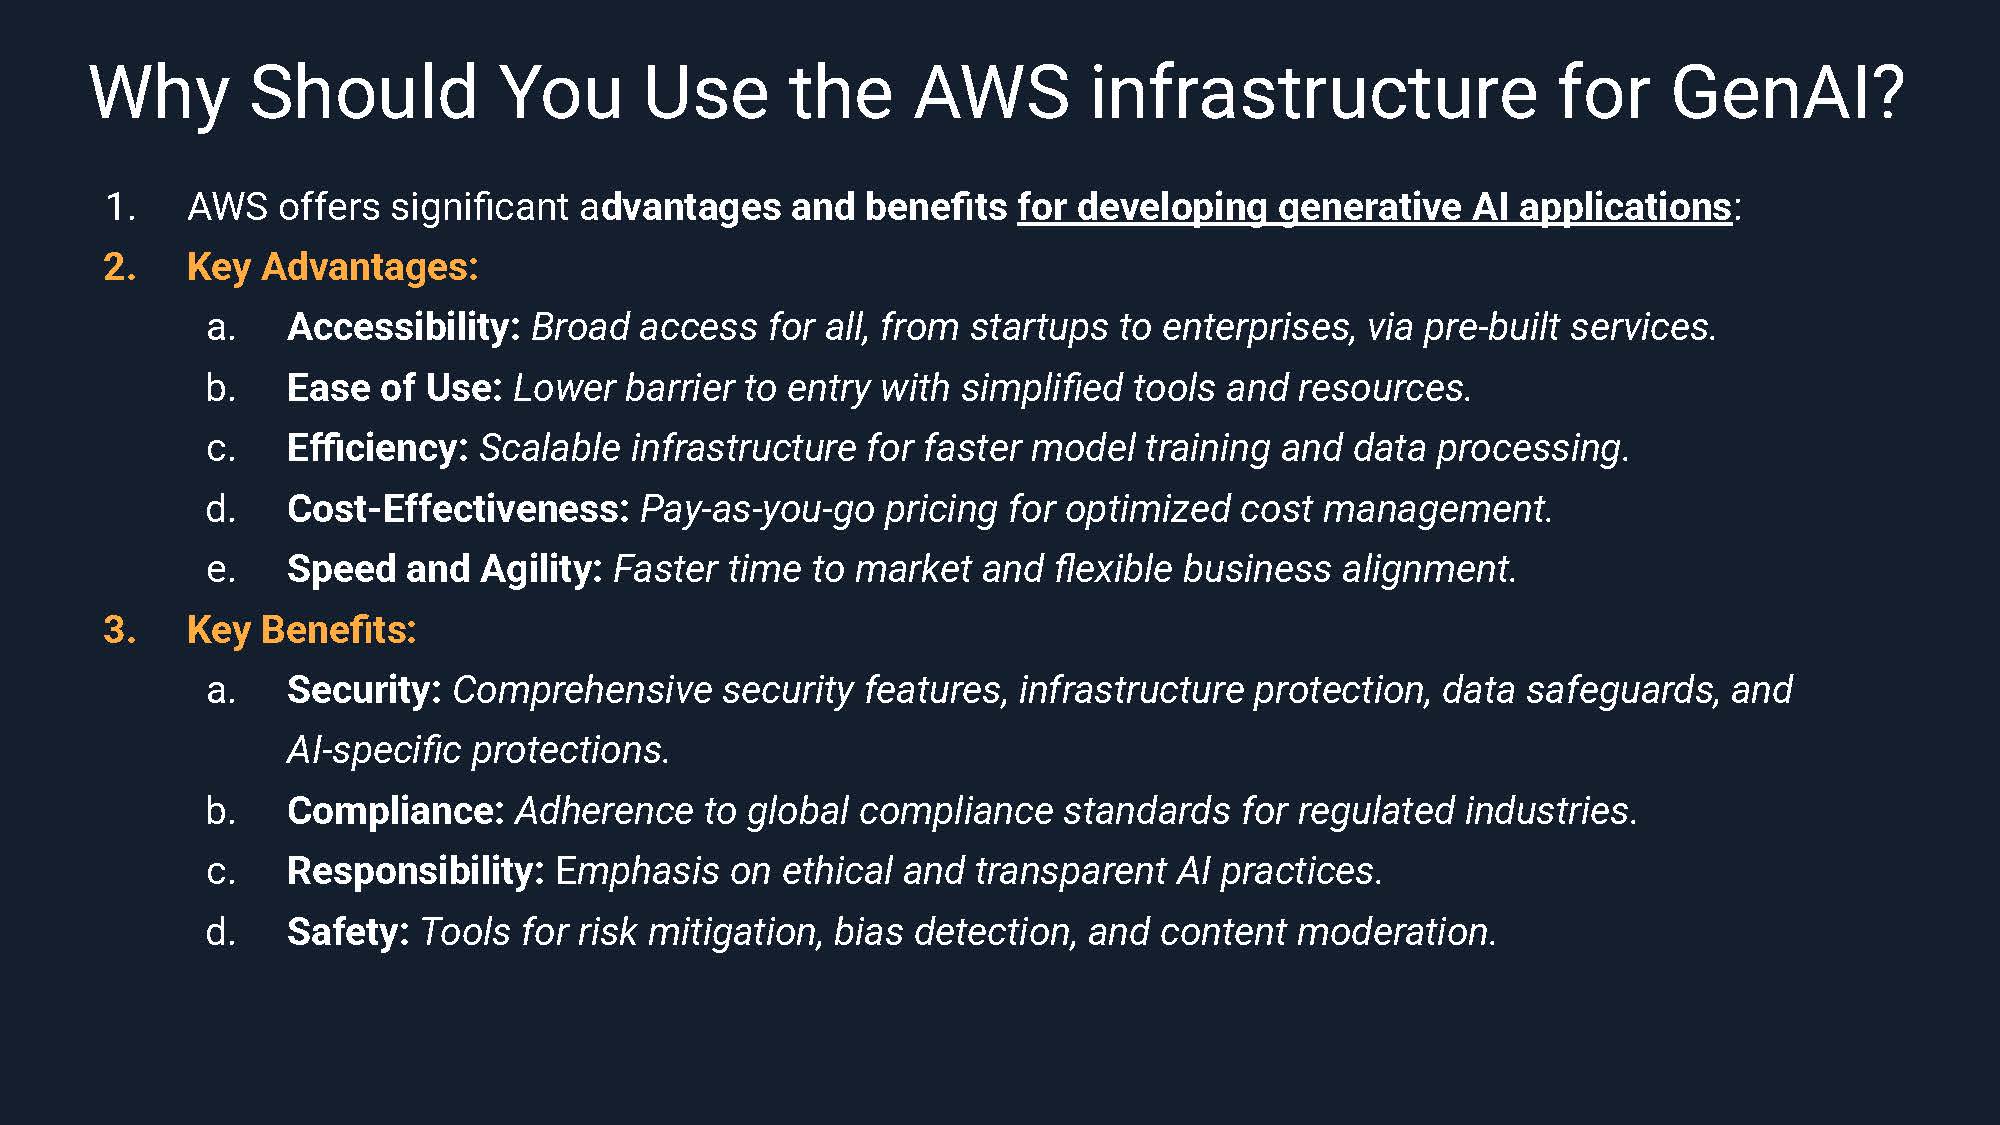 Why Should You Use the AWS infrastructure for GenAI?
1. AWS offers significant advantages and benefits for developing generative AI applications:
2. Key Advantages:
a. Accessibility: Broad access for all, from startups to enterprises, via pre-built services.
b. Ease of Use: Lower barrier to entry with simplified tools and resources.
c. Efficiency: Scalable infrastructure for faster model training and data processing.
d. Cost-Effectiveness: Pay-as-you-go pricing for optimized cost management.
e. Speed and Agility: Faster time to market and flexible business alignment.
3. Key Benefits:
a. Security: Comprehensive security features, infrastructure protection, data safeguards, and
AI-specific protections.
b. Compliance: Adherence to global compliance standards for regulated industries.
c. Responsibility: Emphasis on ethical and transparent AI practices.
d. Safety: Tools for risk mitigation, bias detection, and content moderation.